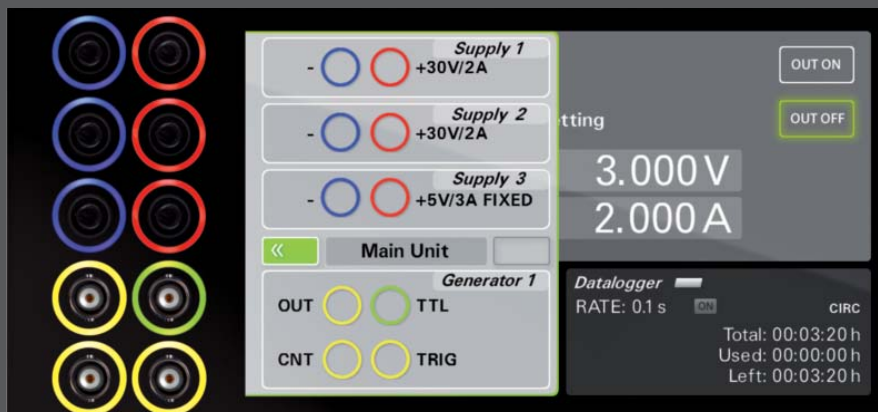 Supply 1
- +30V/2A
Supply 2
- +30V/2A
Supply 3
- +5V/3A FIXED
« Main Unit
Generator 1
OUT TTL
CNT TRIG
OUT ON
tting
OUT OFF
3.000 V
2.000 A
Datalogger
RATE: 0.1 s ON CIRC
Total: 00:03:20 h
Used: 00:00:00 h
Left: 00:03:20 h